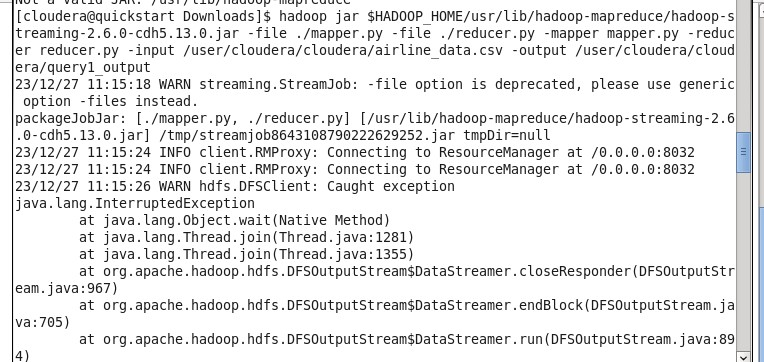 Not a valid JAR: /usr/lib/hadoop-mapreduce
[cloudera@quickstart Downloads]$ hadoop jar $HADOOP_HOME/usr/lib/hadoop-mapreduce/hadoop-s
treaming-2.6.0-cdh5.13.0.jar -file ./mapper.py -file ./reducer.py -mapper mapper.py -reduc
er reducer.py -input /user/cloudera/cloudera/airline_data.csv -output /user/cloudera/cloud
era/query1_output
23/12/27 11:15:18 WARN streaming.StreamJob: -file option is deprecated, please use generic
 option -files instead.
packageJobJar: [./mapper.py, ./reducer.py] [/usr/lib/hadoop-mapreduce/hadoop-streaming-2.6
.0-cdh5.13.0.jar] /tmp/streamjob8643108790222629252.jar tmpDir=null
23/12/27 11:15:24 INFO client.RMProxy: Connecting to ResourceManager at /0.0.0.0:8032
23/12/27 11:15:24 INFO client.RMProxy: Connecting to ResourceManager at /0.0.0.0:8032
23/12/27 11:15:26 WARN hdfs.DFSClient: Caught exception
java.lang.InterruptedException
        at java.lang.Object.wait(Native Method)
        at java.lang.Thread.join(Thread.java:1281)
        at java.lang.Thread.join(Thread.java:1355)
        at org.apache.hadoop.hdfs.DFSOutputStream$DataStreamer.closeResponder(DFSOutputStr
eam.java:967)
        at org.apache.hadoop.hdfs.DFSOutputStream$DataStreamer.endBlock(DFSOutputStream.ja
va:705)
        at org.apache.hadoop.hdfs.DFSOutputStream$DataStreamer.run(DFSOutputStream.java:89
4)